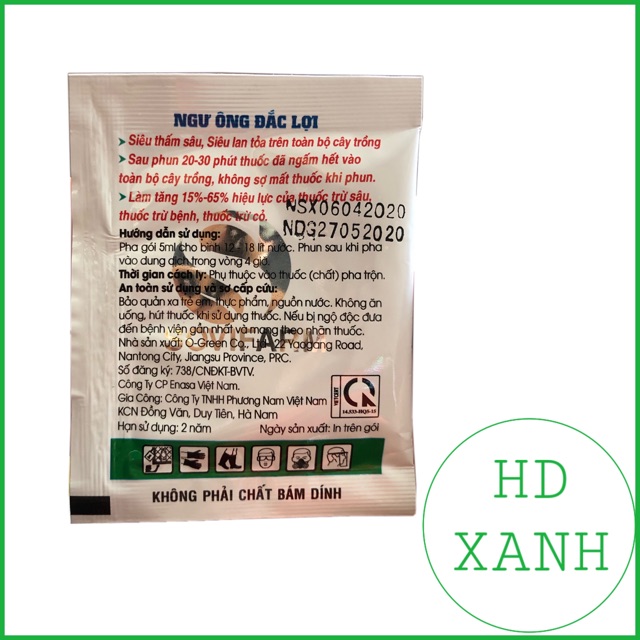 NGƯ ÔNG ĐẮC LỢI
➤ Siêu thấm sâu, Siêu lan tỏa trên toàn bộ cây trồng
➤ Sau phun 20-30 phút thuốc đã ngấm hết vào
toàn bộ cây trồng, không sợ mất thuốc khi phun.
➤ Làm tăng 15%-65% hiệu lực của thuốc trừ sâu,
thuốc trừ bệnh, thuốc trừ cỏ.
NSX06042020
NDG27052020
Hướng dẫn sử dụng:
Pha gói 5ml cho bình 12 - 18 lít nước. Phun sau khi pha
vào dung dịch trong vòng 4 giờ.
Thời gian cách ly: Phụ thuộc vào thuốc (chất) pha trộn.
An toàn sử dụng và sơ cấp cứu:
Bảo quản xa trẻ em, thực phẩm, nguồn nước. Không ăn
uống, hút thuốc khi sử dụng thuốc. Nếu bị ngộ độc đưa
đến bệnh viện gần nhất và mang theo nhãn thuốc.
Nhà sản xuất: O-Green Co., Ltd. 22 Yaogang Road,
Nantong City, Jiangsu Province, PRC.
Số đăng ký: 738/CNĐKT-BVTV.
Công Ty CP Enasa Việt Nam.
Gia Công: Công Ty TNHH Phương Nam Việt Nam
KCN Đồng Văn, Duy Tiên, Hà Nam
Hạn sử dụng: 2 năm Ngày sản xuất: In trên gói
VIETCERT
14.533-HQS-15
KHÔNG PHẢI CHẤT BÁM DÍNH
HD
XANH